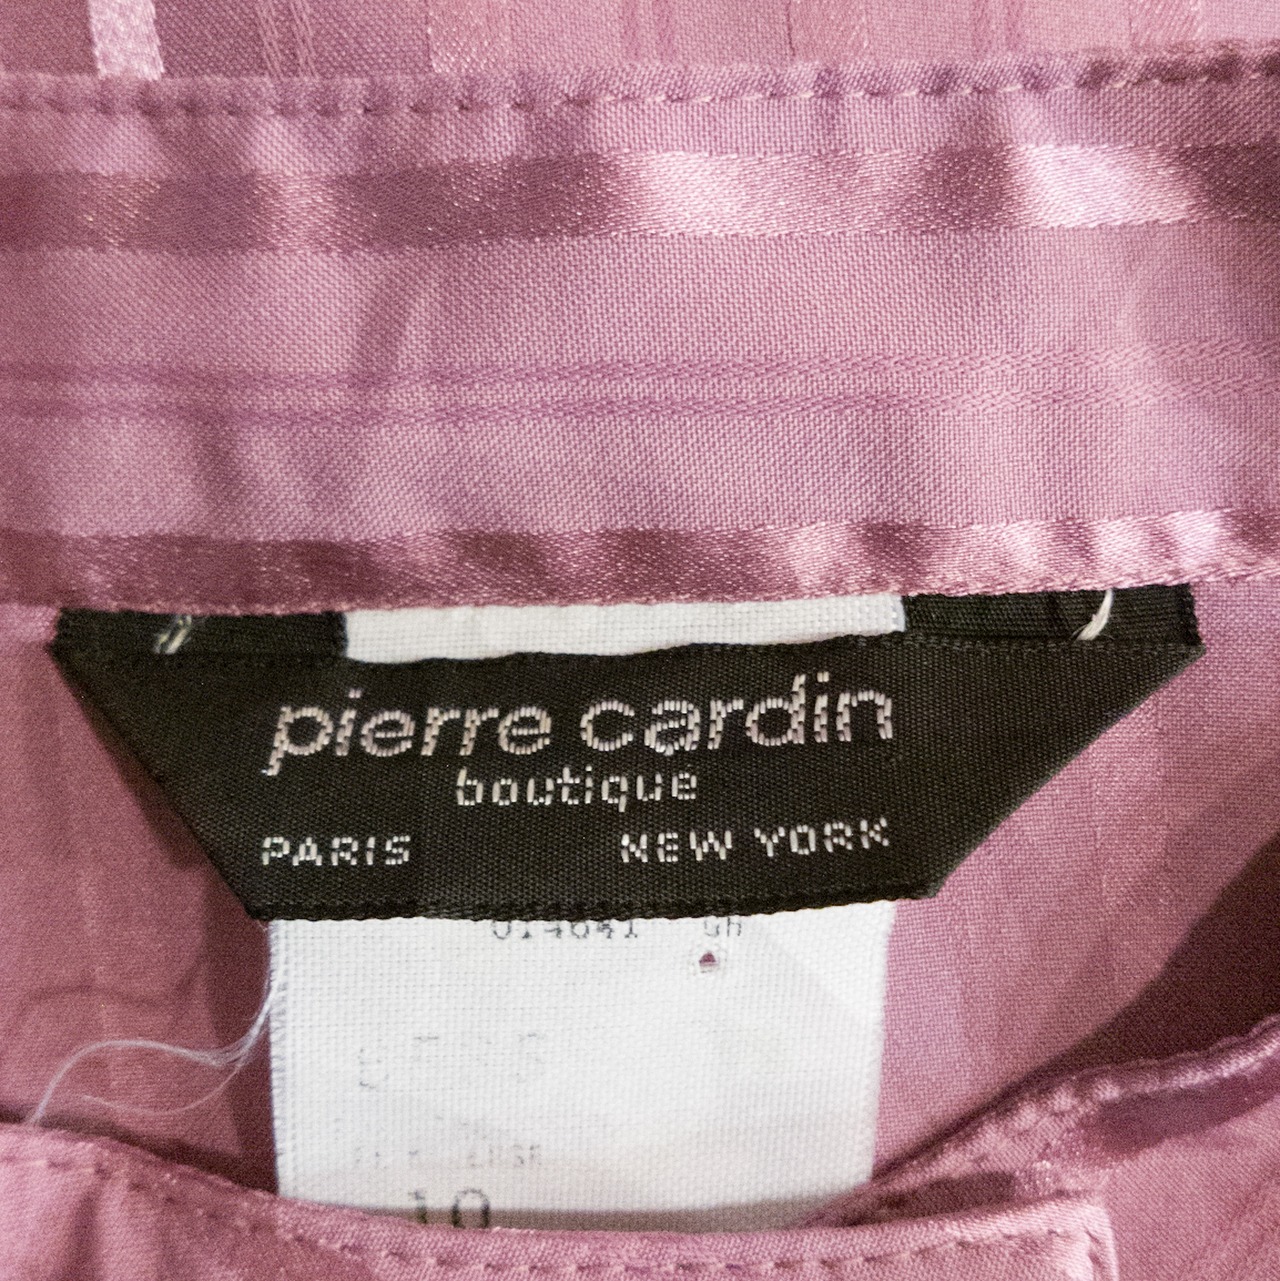 pierre cardin
boutique
PARIS NEW YORK
10